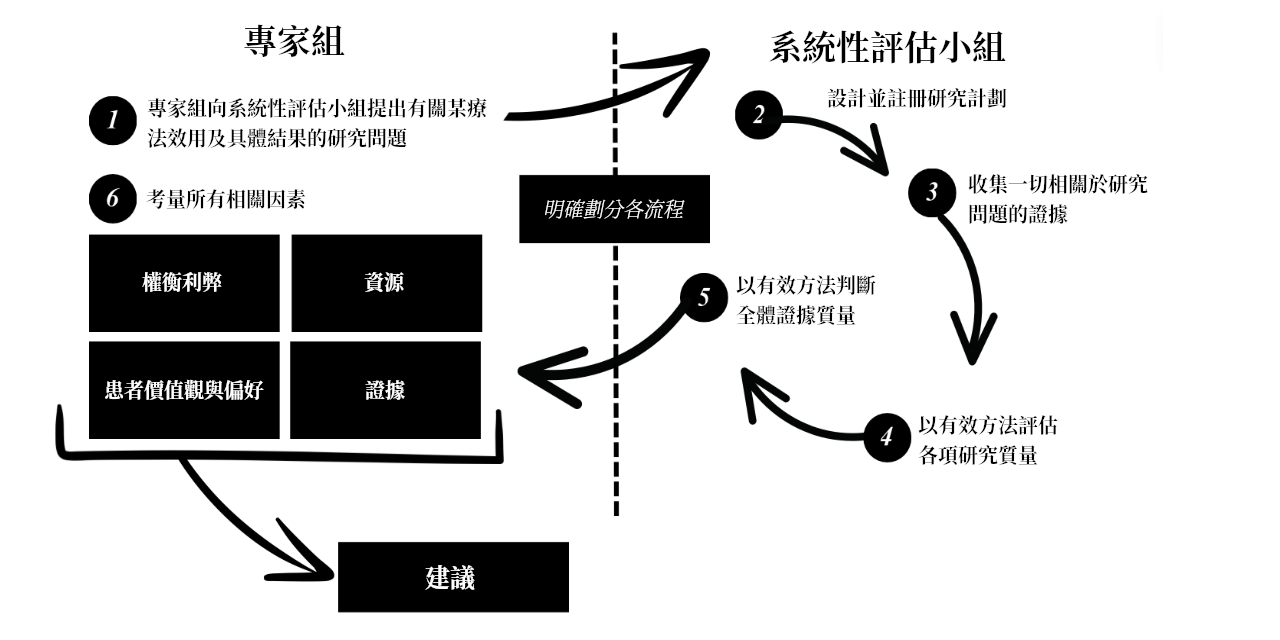 專家組
1
專家組向系統性評估小組提出有關某療
法效用及具體結果的研究問題
6
考量所有相關因素
權衡利弊
資源
患者價值觀與偏好
證據
建議
明確劃分各流程
系統性評估小組
2
設計並註冊研究計劃
3
收集一切相關於研究
問題的證據
4
以有效方法評估
各項研究質量
5
以有效方法判斷
全體證據質量